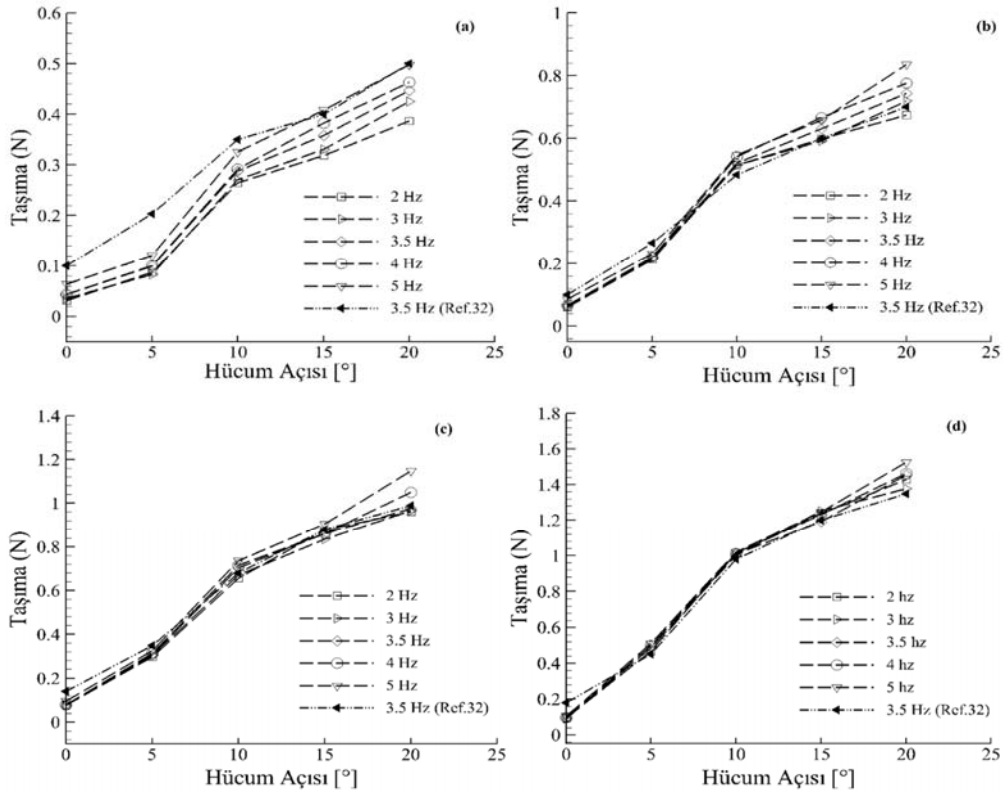 (a)
Taşıma (N)
0.6
0.5
0.4
0.3
0.2
0.1
0
2 Hz
3 Hz
3.5 Hz
4 Hz
5 Hz
3.5 Hz (Ref.32)
0 5 10 15 20 25
Hücum Açısı [°]
(b)
Taşıma (N)
1
0.8
0.6
0.4
0.2
0
2 Hz
3 Hz
3.5 Hz
4 Hz
5 Hz
3.5 Hz (Ref.32)
0 5 10 15 20 25
Hücum Açısı [°]
(c)
Taşıma (N)
1.4
1.2
1
0.8
0.6
0.4
0.2
0
2 Hz
3 Hz
3.5 Hz
4 Hz
5 Hz
3.5 Hz (Ref.32)
0 5 10 15 20 25
Hücum Açısı [°]
(d)
Taşıma (N)
1.8
1.6
1.4
1.2
1
0.8
0.6
0.4
0.2
0
2 hz
3 hz
3.5 hz
4 hz
5 hz
3.5 Hz (Ref.32)
0 5 10 15 20 25
Hücum Açısı [°]